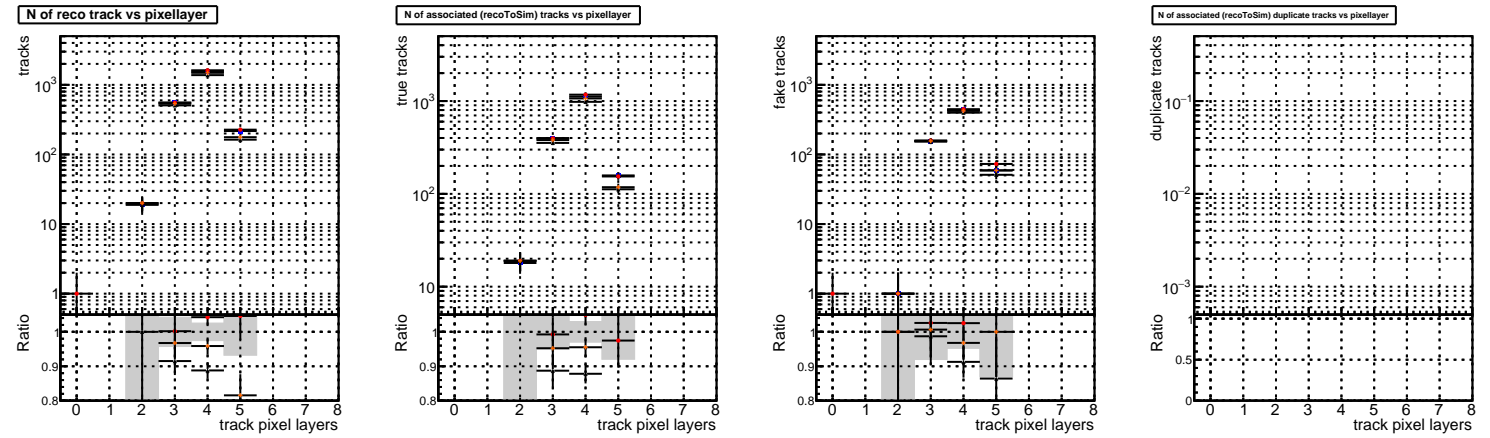 N of reco track vs pixellayer
tracks
10³
10²
10
1
Ratio
1
0.9
0.8
0 1 2 3 4 5 6 7 8
track pixel layers
N of associated (recoToSim) tracks vs pixellayer
true tracks
10³
10²
10
Ratio
1
0.9
0.8
0 1 2 3 4 5 6 7 8
track pixel layers
fake tracks
10³
10²
10
1
Ratio
1
0.9
0.8
0 1 2 3 4 5 6 7 8
track pixel layers
N of associated (recoToSim) duplicate tracks vs pixellayer
duplicate tracks
10⁻¹
10⁻²
10⁻³
Ratio
1
0.5
0
0 1 2 3 4 5 6 7 8
track pixel layers